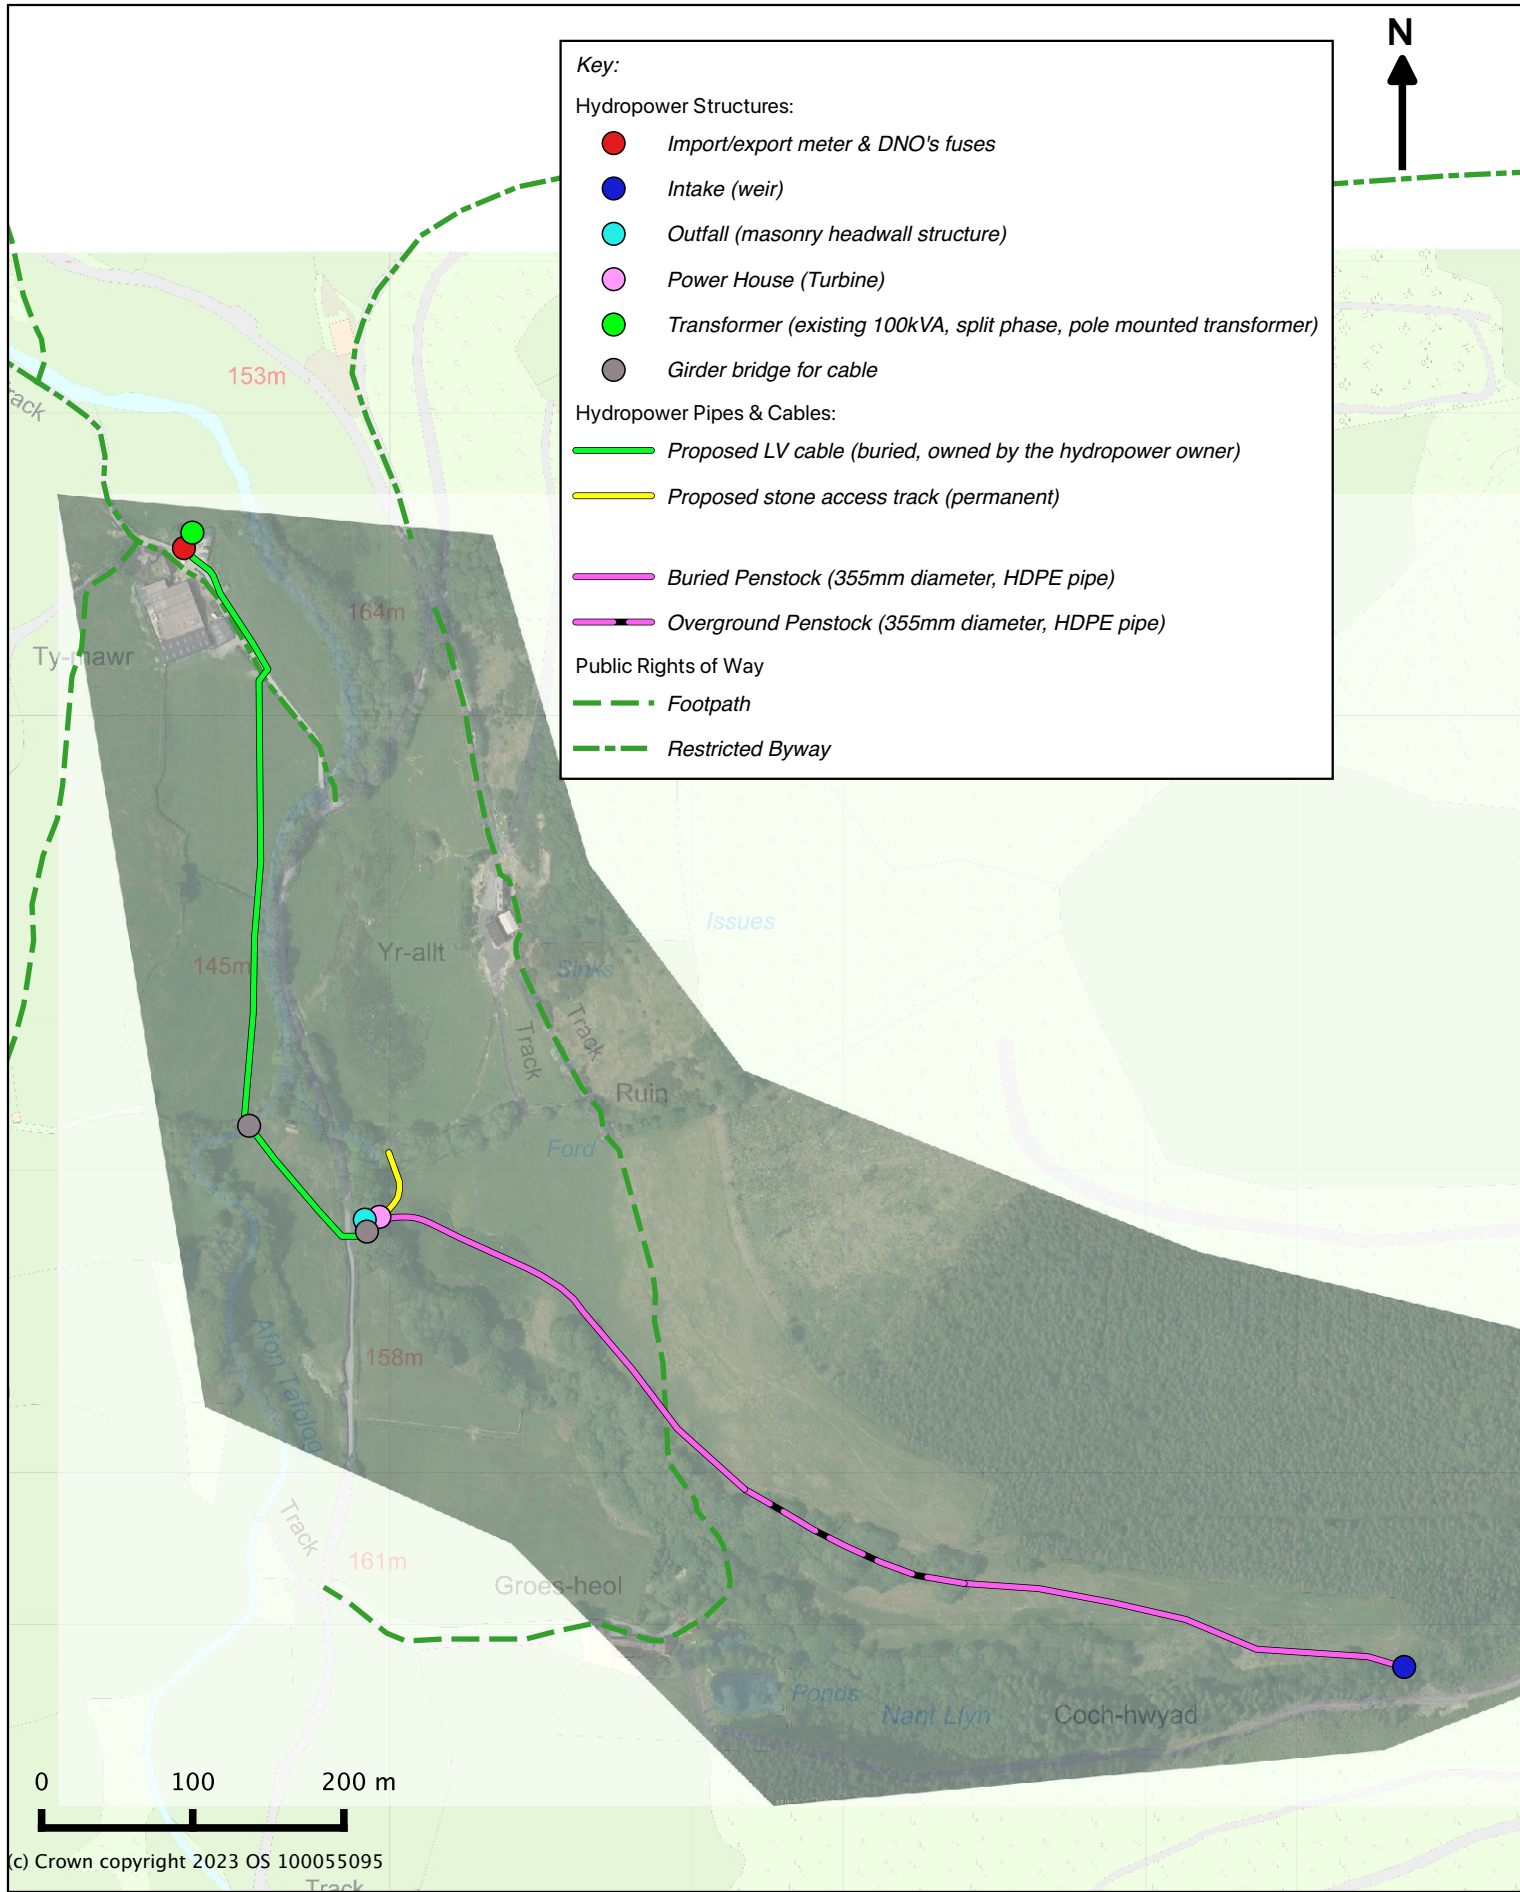 N
Key:
Hydropower Structures:
Import/export meter & DNO's fuses
Intake (weir)
Outfall (masonry headwall structure)
Power House (Turbine)
Transformer (existing 100kVA, split phase, pole mounted transformer)
Girder bridge for cable
Hydropower Pipes & Cables:
Proposed LV cable (buried, owned by the hydropower owner)
Proposed stone access track (permanent)
Buried Penstock (355mm diameter, HDPE pipe)
Overground Penstock (355mm diameter, HDPE pipe)
Public Rights of Way
Footpath
Restricted Byway
153m
rack
164m
Ty-mawr
Issues
Yr-allt
145m
Sinks
Track
Track
Ruin
Ford
Afon Tafolog
158m
Track
161m
Groes-heol
Ponds
Nant Llyn
Coch-hwyad
0 100 200 m
(c) Crown copyright 2023 OS 100055095
Track